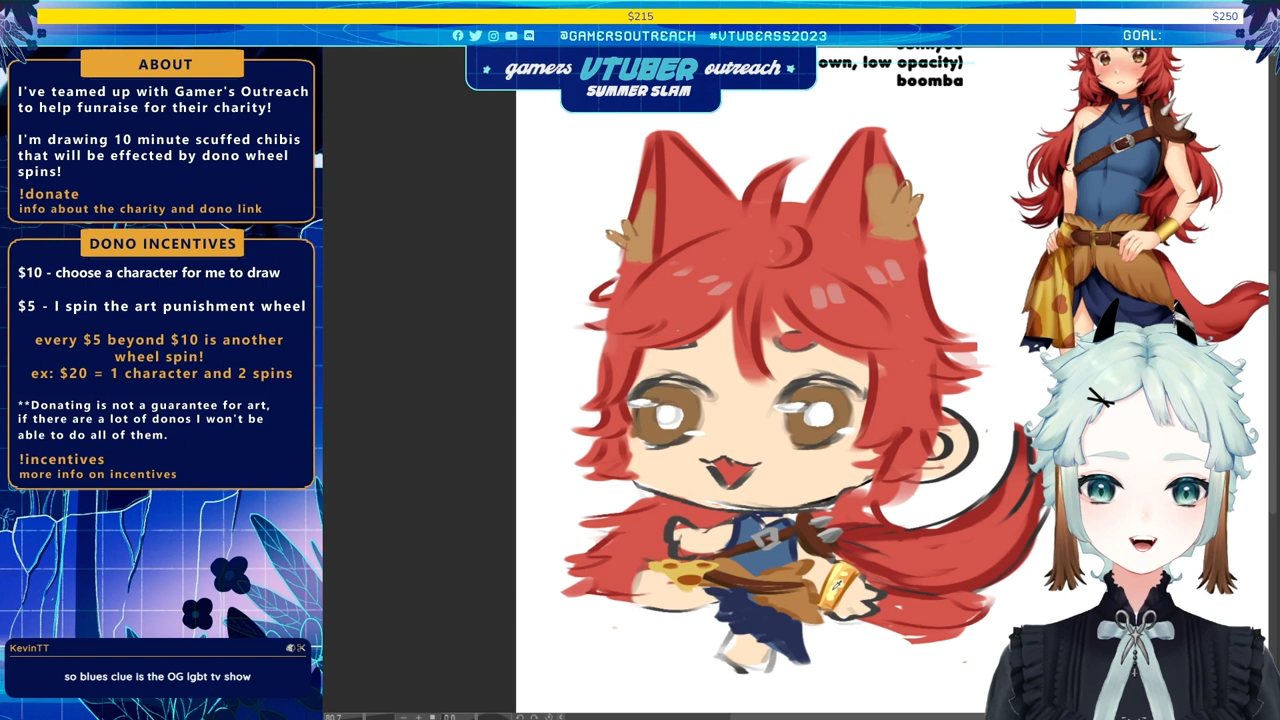 $215
$250
@GAMERSOUTREACH #VTUBERSS2023
GOAL:
gamers VTUBER outreach
SUMMER SLAM
own, low opacity)
boomba
ABOUT
I've teamed up with Gamer's Outreach
to help funraise for their charity!
I'm drawing 10 minute scuffed chibis
that will be effected by dono wheel
spins!
!donate
info about the charity and dono link
DONO INCENTIVES
$10 - choose a character for me to draw
$5 - I spin the art punishment wheel
every $5 beyond $10 is another
wheel spin!
ex: $20 = 1 character and 2 spins
**Donating is not a guarantee for art,
if there are a lot of donos I won't be
able to do all of them.
!incentives
more info on incentives
KevinTT
so blues clue is the OG lgbt tv show
80.7
0.0